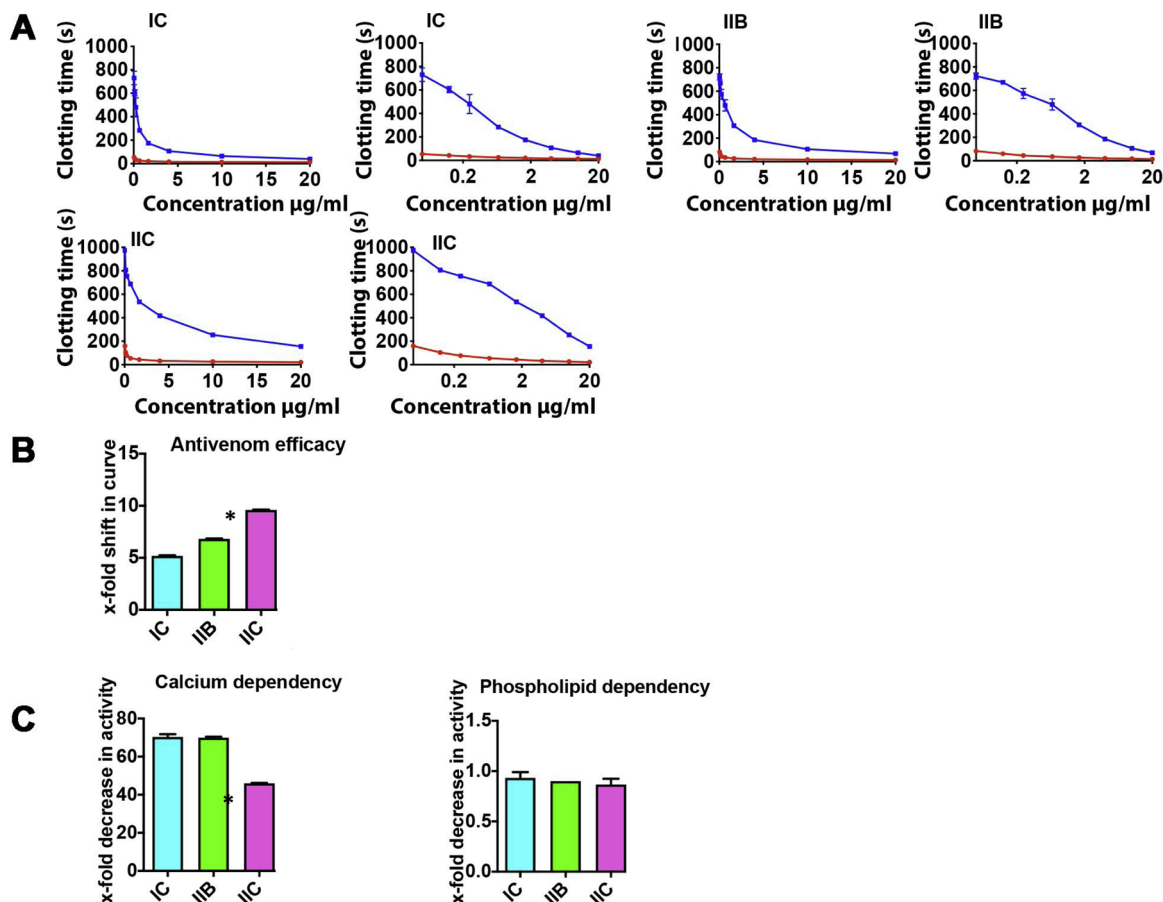 A
IC
Clotting time (s)
1000
800
600
400
200
0
0 5 10 15 20
Concentration µg/ml
IC
Clotting time (s)
1000
800
600
400
200
0
0.2 2 20
Concentration µg/ml
IIB
Clotting time (s)
1000
800
600
400
200
0
0 5 10 15 20
Concentration µg/ml
IIB
Clotting time (s)
1000
800
600
400
200
0
0.2 2 20
Concentration µg/ml
IIC
Clotting time (s)
1000
800
600
400
200
0
0 5 10 15 20
Concentration µg/ml
IIC
Clotting time (s)
1000
800
600
400
200
0
0.2 2 20
Concentration µg/ml
B
Antivenom efficacy
x-fold shift in curve
15
10
5
0
*
IC IIB IIC
C
Calcium dependency
x-fold decrease in activity
80
60
40
20
0
*
IC IIB IIC
Phospholipid dependency
x-fold decrease in activity
1.5
1.0
0.5
0.0
IC IIB IIC